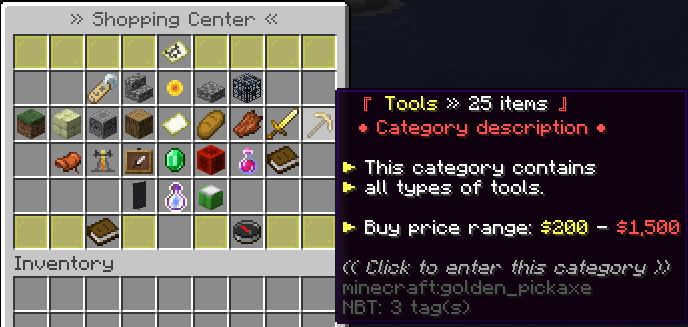 » Shopping Center «
『 Tools » 25 items 』
• Category description •
► This category contains
► all types of tools.
► Buy price range: $200 - $1,500
⟨⟨ Click to enter this category ⟩⟩
minecraft:golden_pickaxe
NBT: 3 tag(s)
Inventory